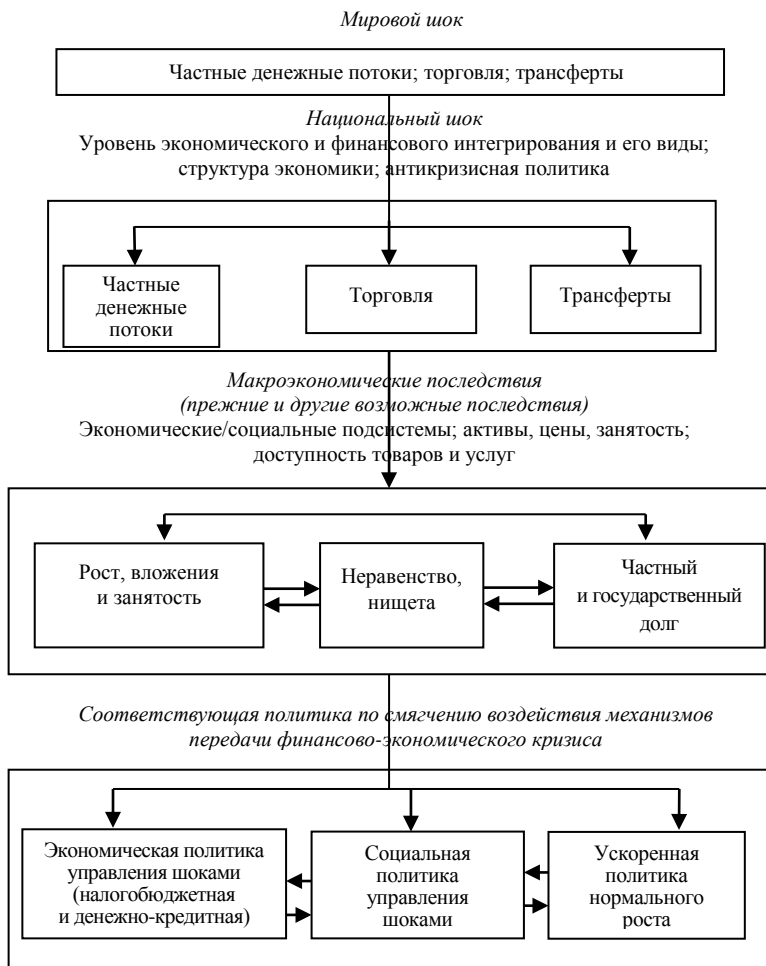 Мировой шок
Частные денежные потоки; торговля; трансферты
Национальный шок
Уровень экономического и финансового интегрирования и его виды;
структура экономики; антикризисная политика
Частные
денежные
потоки
Торговля
Трансферты
Макроэкономические последствия
(прежние и другие возможные последствия)
Экономические/социальные подсистемы; активы, цены, занятость;
доступность товаров и услуг
Рост, вложения
и занятость
Неравенство,
нищета
Частный
и государственный
долг
Соответствующая политика по смягчению воздействия механизмов
передачи финансово-экономического кризиса
Экономическая политика
управления шоками
(налогобюджетная
и денежно-кредитная)
Социальная
политика
управления
шоками
Ускоренная
политика
нормального
роста